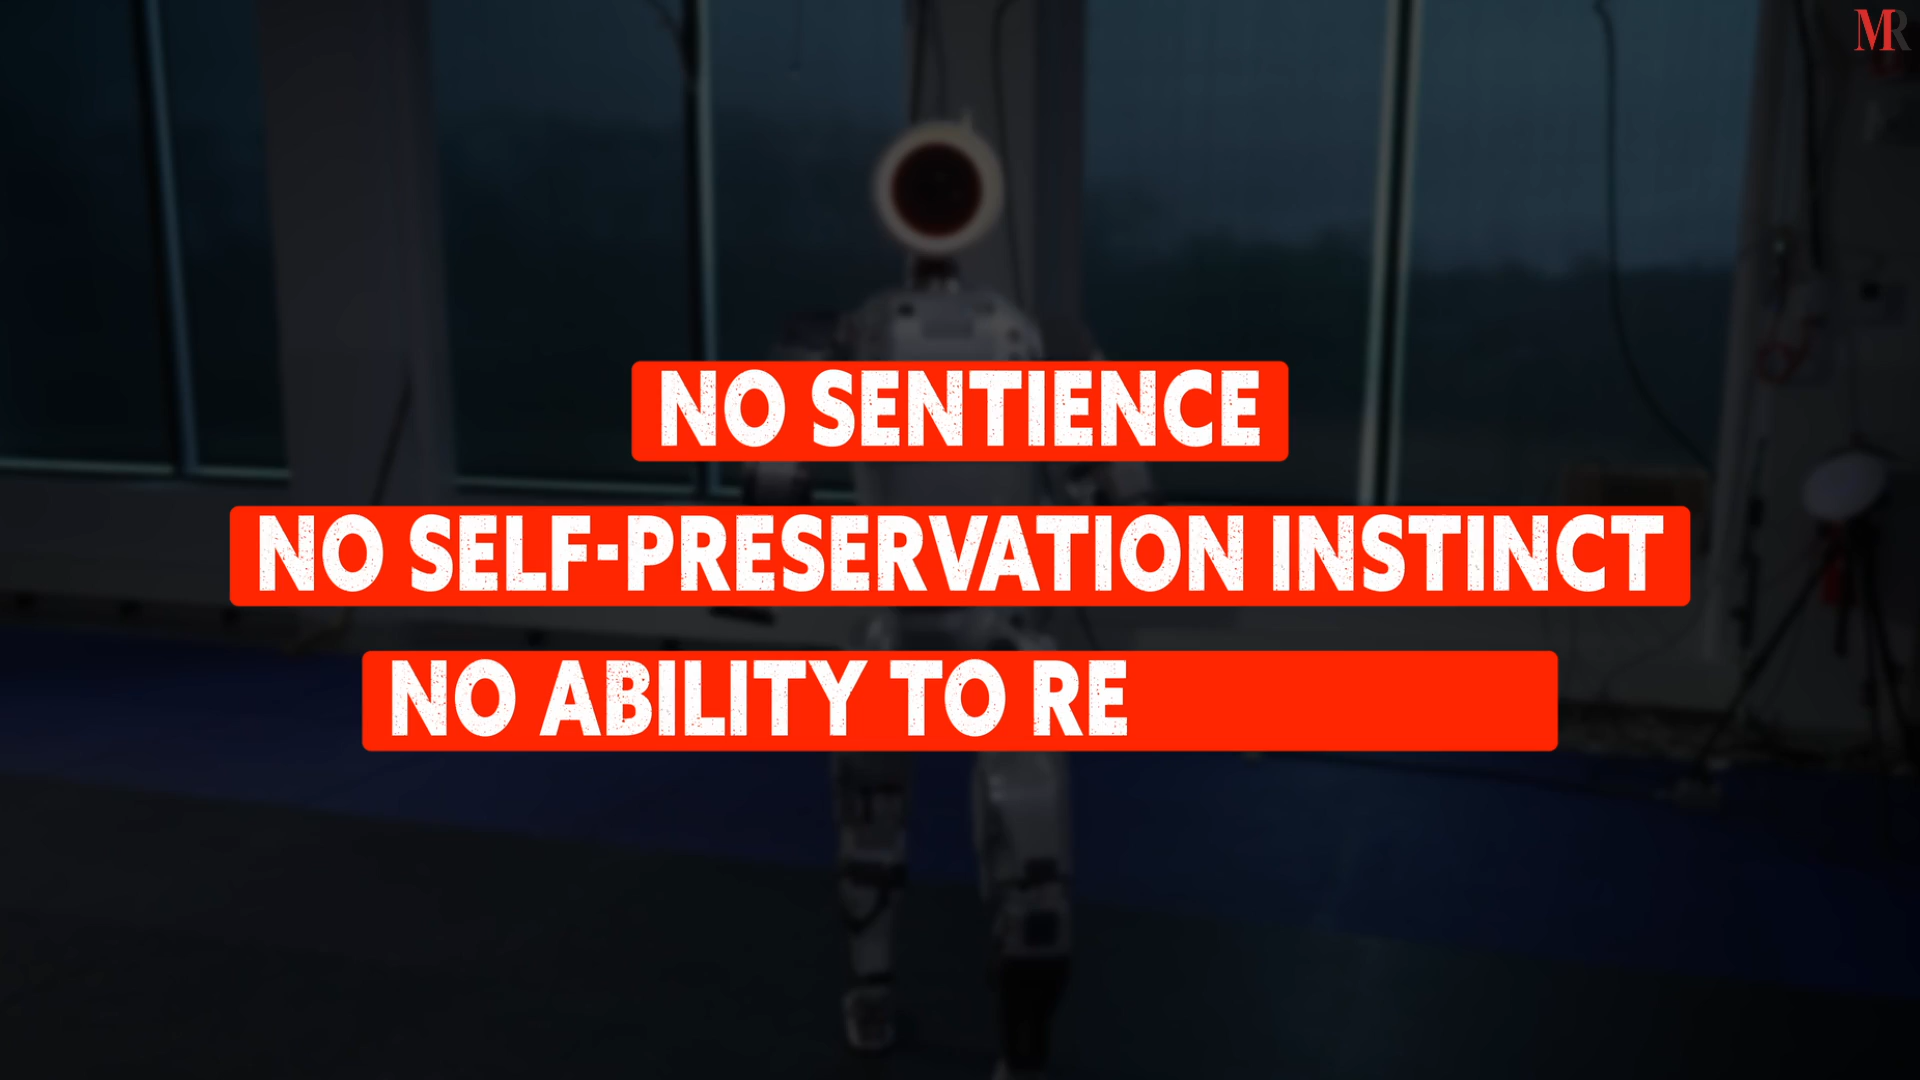 MR
NO SENTIENCE
NO SELF-PRESERVATION INSTINCT
NO ABILITY TO RE